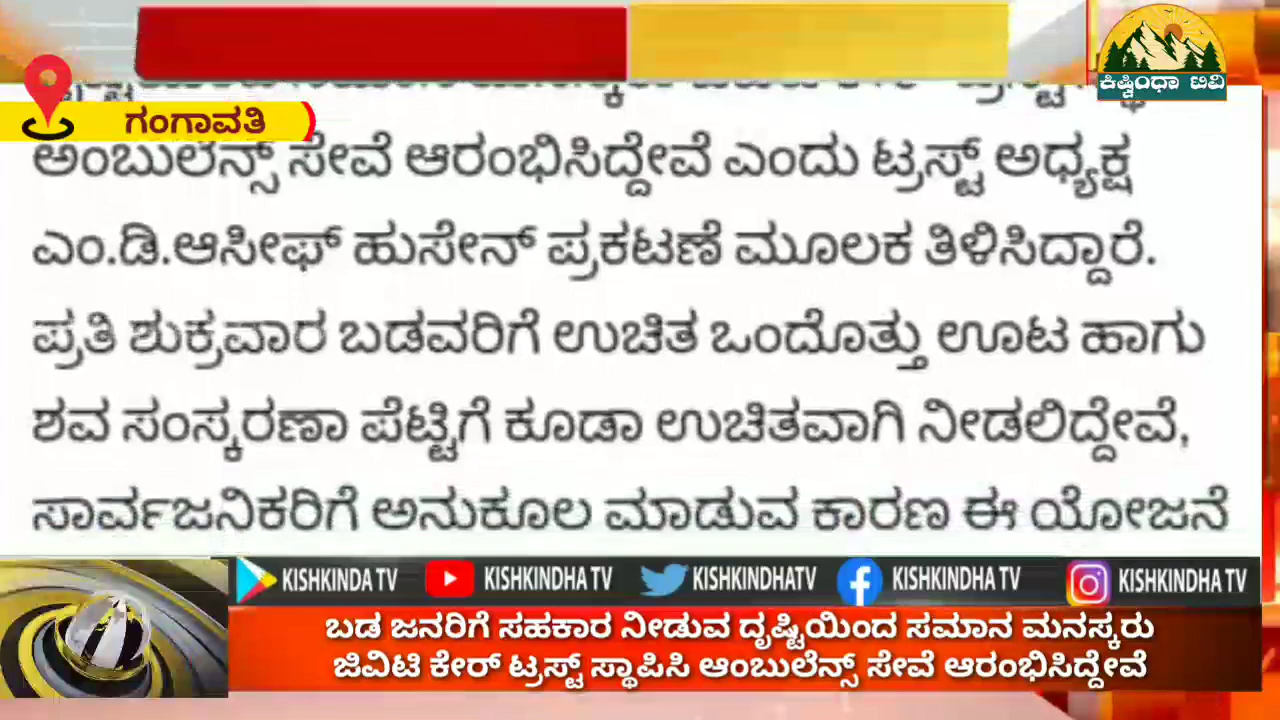 ಕಿಷ್ಕಿಂಧಾ ಟಿವಿ
ಗಂಗಾವತಿ
ಅಂಬುಲೆನ್ಸ್ ಸೇವೆ ಆರಂಭಿಸಿದ್ದೇವೆ ಎಂದು ಟ್ರಸ್ಟ್ ಅಧ್ಯಕ್ಷ
ಎಂ.ಡಿ.ಆಸೀಫ್ ಹುಸೇನ್ ಪ್ರಕಟಣೆ ಮೂಲಕ ತಿಳಿಸಿದ್ದಾರೆ.
ಪ್ರತಿ ಶುಕ್ರವಾರ ಬಡವರಿಗೆ ಉಚಿತ ಒಂದೊತ್ತು ಊಟ ಹಾಗು
ಶವ ಸಂಸ್ಕರಣಾ ಪೆಟ್ಟಿಗೆ ಕೂಡಾ ಉಚಿತವಾಗಿ ನೀಡಲಿದ್ದೇವೆ,
ಸಾರ್ವಜನಿಕರಿಗೆ ಅನುಕೂಲ ಮಾಡುವ ಕಾರಣ ಈ ಯೋಜನೆ
KISHKINDA TV KISHKINDHA TV KISHKINDHATV KISHKINDHA TV KISHKINDHA TV
ಬಡ ಜನರಿಗೆ ಸಹಕಾರ ನೀಡುವ ದೃಷ್ಟಿಯಿಂದ ಸಮಾನ ಮನಸ್ಕರು
ಜಿವಿಟಿ ಕೇರ್ ಟ್ರಸ್ಟ್ ಸ್ಥಾಪಿಸಿ ಆಂಬುಲೆನ್ಸ್ ಸೇವೆ ಆರಂಭಿಸಿದ್ದೇವೆ